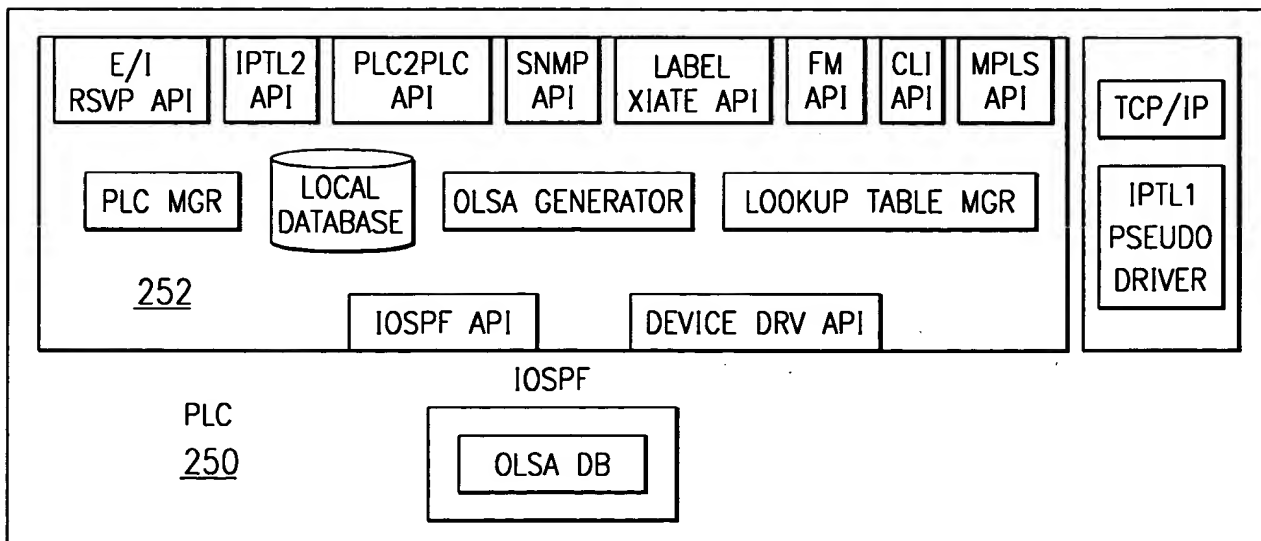 E/I
RSVP API
IPTL2
API
PLC2PLC
API
SNMP
API
LABEL
XIATE API
FM
API
CLI
API
MPLS
API
TCP/IP
PLC MGR
LOCAL
DATABASE
OLSA GENERATOR
LOOKUP TABLE MGR
IPTL1
PSEUDO
DRIVER
252
IOSPF API
DEVICE DRV API
IOSPF
PLC
250
OLSA DB